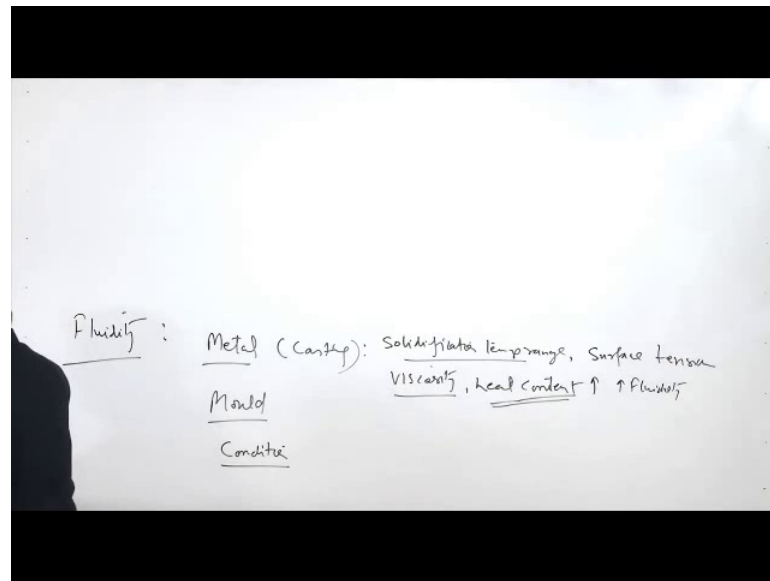 Fluidity : Metal (Casting): Solidification temp range, Surface tension
Viscosity, heat content ↑ ↑ Fluidity
Mould
Condition